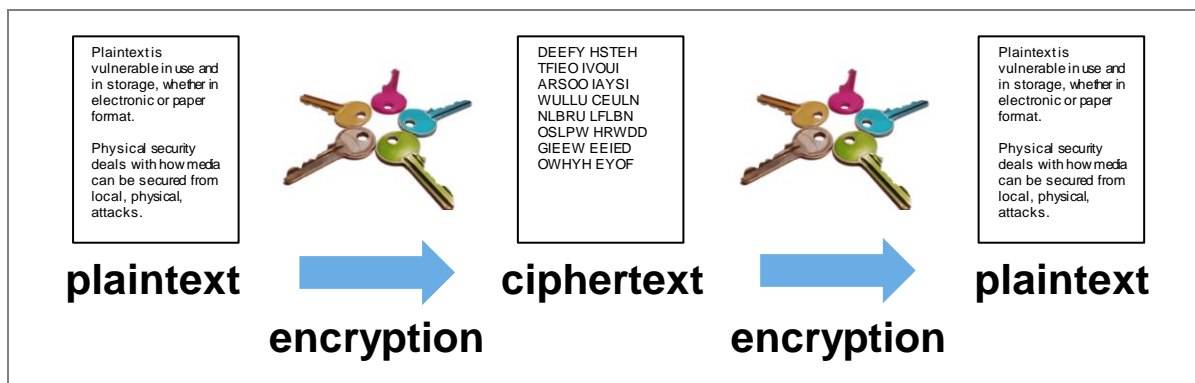 Plaintext is
vulnerable in use and
in storage, whether in
electronic or paper
format.
Physical security
deals with how media
can be secured from
local, physical,
attacks.
plaintext
encryption
DEEFY HSTEH
TFIEO IVOUI
ARSOO IAYSI
WULLU CEULN
NLBRU LFLBN
OSLPW HRWDD
GIEEW EEIED
OWHYH EYOF
ciphertext
encryption
Plaintext is
vulnerable in use and
in storage, whether in
electronic or paper
format.
Physical security
deals with how media
can be secured from
local, physical,
attacks.
plaintext